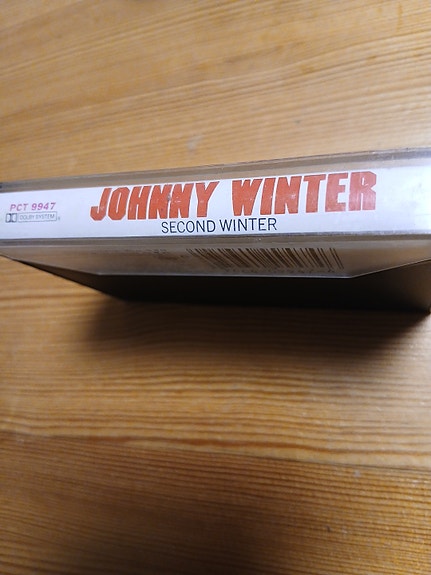 PCT 9947
DOLBY SYSTEM
JOHNNY WINTER
SECOND WINTER